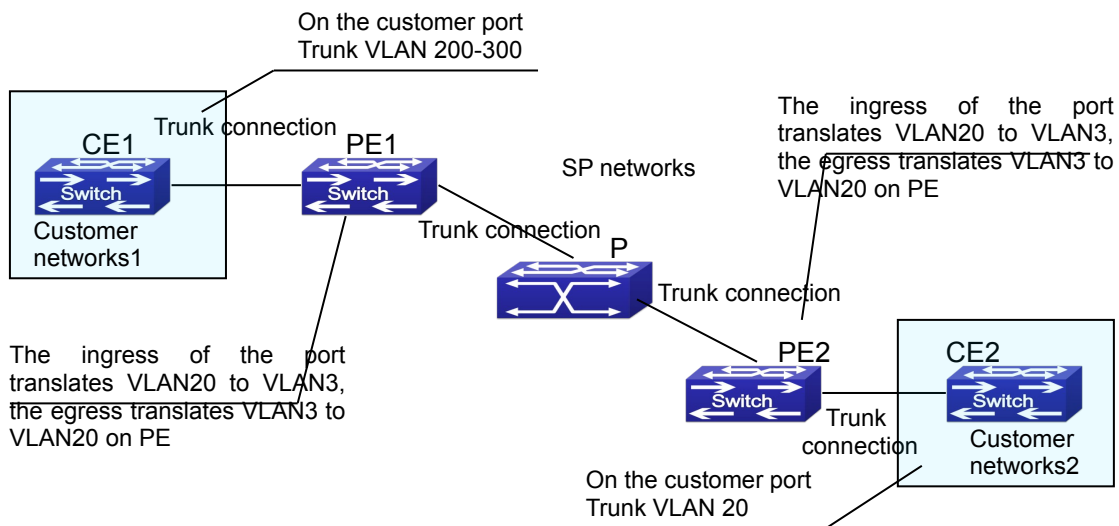 On the customer port
Trunk VLAN 200-300
Trunk connection
CE1
PE1
Switch
Switch
Customer
networks1
SP networks
The ingress of the port
translates VLAN20 to VLAN3,
the egress translates VLAN3 to
VLAN20 on PE
Trunk connection
P
Trunk connection
The ingress of the port
translates VLAN20 to VLAN3,
the egress translates VLAN3 to
VLAN20 on PE
PE2
CE2
Switch
Switch
Trunk
connection
Customer
networks2
On the customer port
Trunk VLAN 20